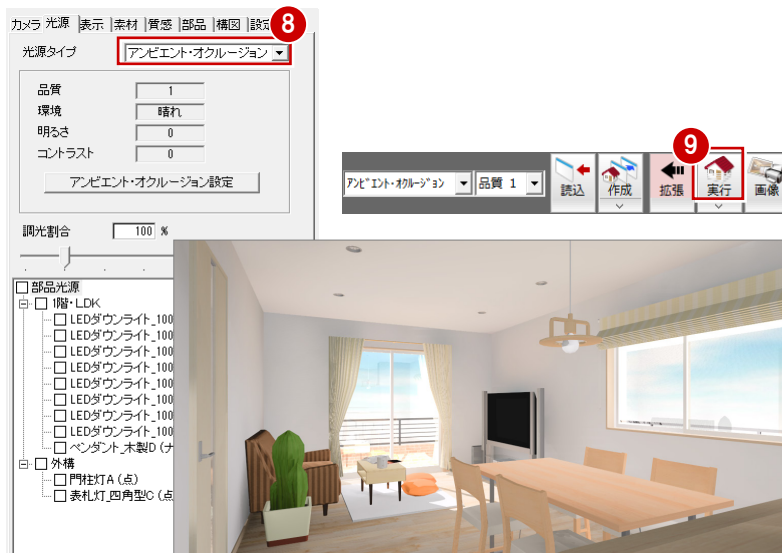 カメラ 光源 表示 素材 質感 部品 構図
8
光源タイプ アンビエント・オクルージョン
品質 1
環境 晴れ
明るさ 0
コントラスト 0
アンビエント・オクルージョン設定
9
アンビエント・オクルージョン 品質 1 読込 作成 拡張 実行 画像
調光割合 100 %
部品光源
1階・LDK
LEDダウンライト_100
LEDダウンライト_100
LEDダウンライト_100
LEDダウンライト_100
LEDダウンライト_100
LEDダウンライト_100
LEDダウンライト_100
LEDダウンライト_100
ペンダント_木製D (ナ
外構
門柱灯A (点)
表札灯_四角型C (点